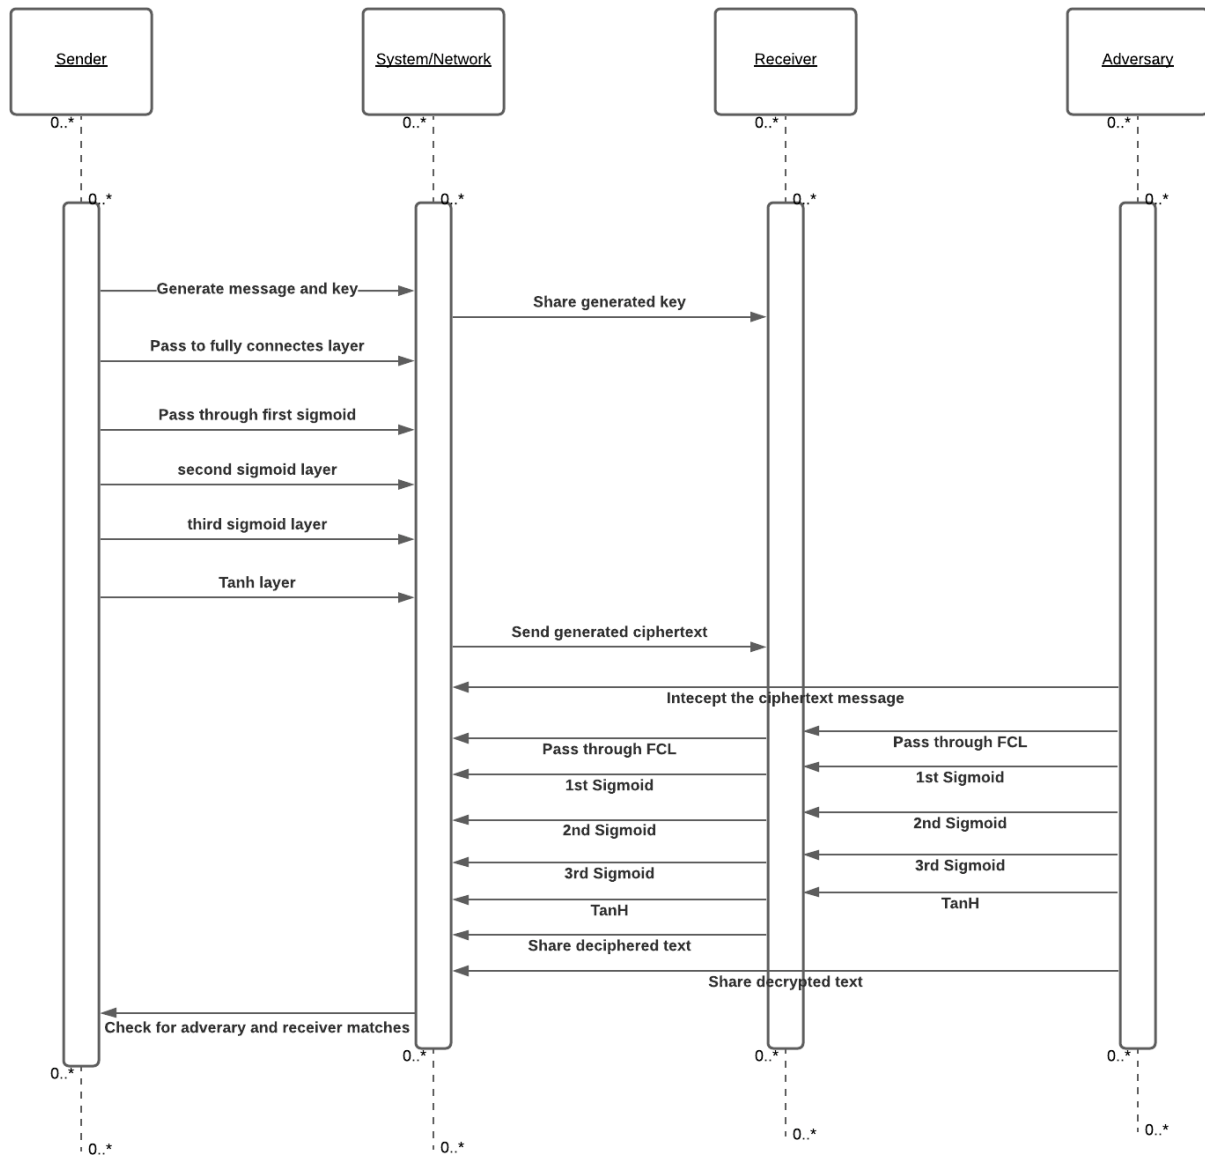 Sender
System/Network
Receiver
Adversary
0..*
0..*
0..*
0..*
0..*
0..*
0..*
0..*
Generate message and key
Share generated key
Pass to fully connectes layer
Pass through first sigmoid
second sigmoid layer
third sigmoid layer
Tanh layer
Send generated ciphertext
Intecept the ciphertext message
Pass through FCL
Pass through FCL
1st Sigmoid
1st Sigmoid
2nd Sigmoid
2nd Sigmoid
3rd Sigmoid
3rd Sigmoid
TanH
TanH
Share deciphered text
Share decrypted text
Check for adverary and receiver matches
0..*
0..*
0..*
0..*
0..*
0..*
0..*
0..*